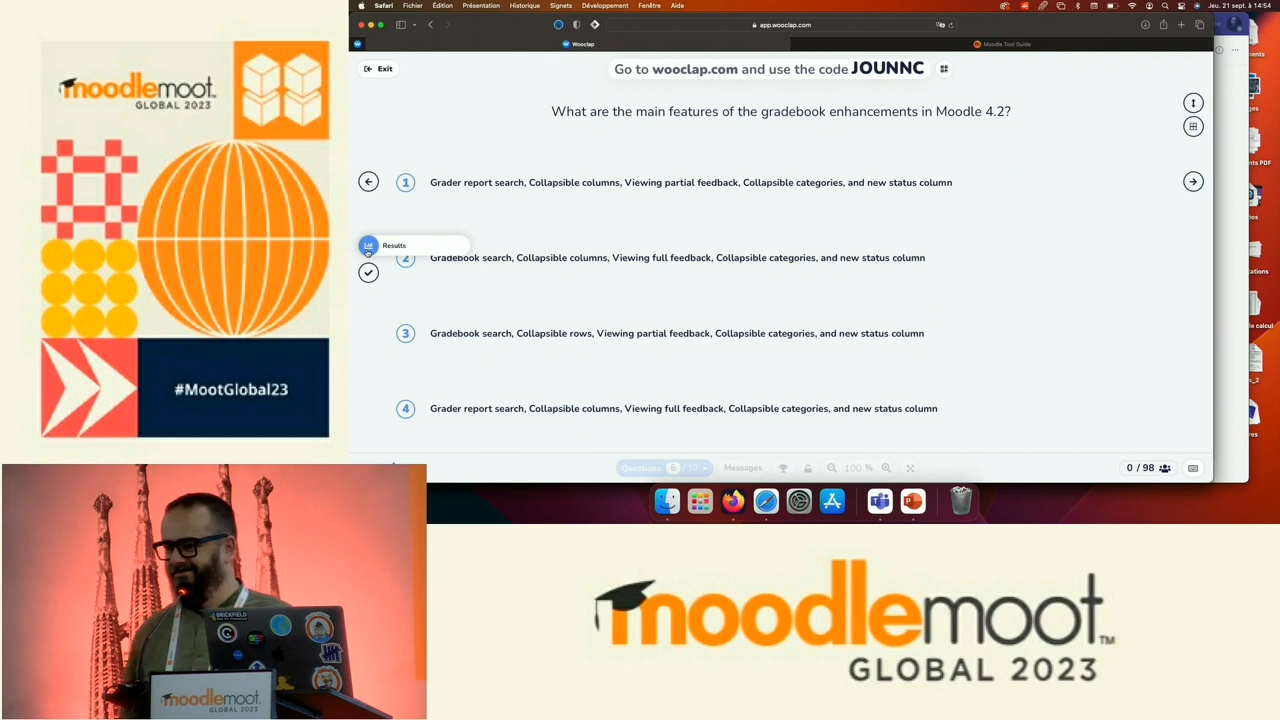 Safari Fichier Édition Présentation Historique Signets Développement Fenêtre Aide
Jeu. 21 sept. à 14:54
app.wooclap.com
Wooclap
Moodle Tool Guide
Exit
Go to wooclap.com and use the code JOUNNC
What are the main features of the gradebook enhancements in Moodle 4.2?
1 Grader report search, Collapsible columns, Viewing partial feedback, Collapsible categories, and new status column
Results
2 Gradebook search, Collapsible columns, Viewing full feedback, Collapsible categories, and new status column
3 Gradebook search, Collapsible rows, Viewing partial feedback, Collapsible categories, and new status column
4 Grader report search, Collapsible columns, Viewing full feedback, Collapsible categories, and new status column
Questions 6 / 10
Messages
100 %
0 / 98
moodlemoot™
GLOBAL 2023
#MootGlobal23
BRICKFIELD
moodlemoot
GLOBAL 2023
moodlemoot™
GLOBAL 2023